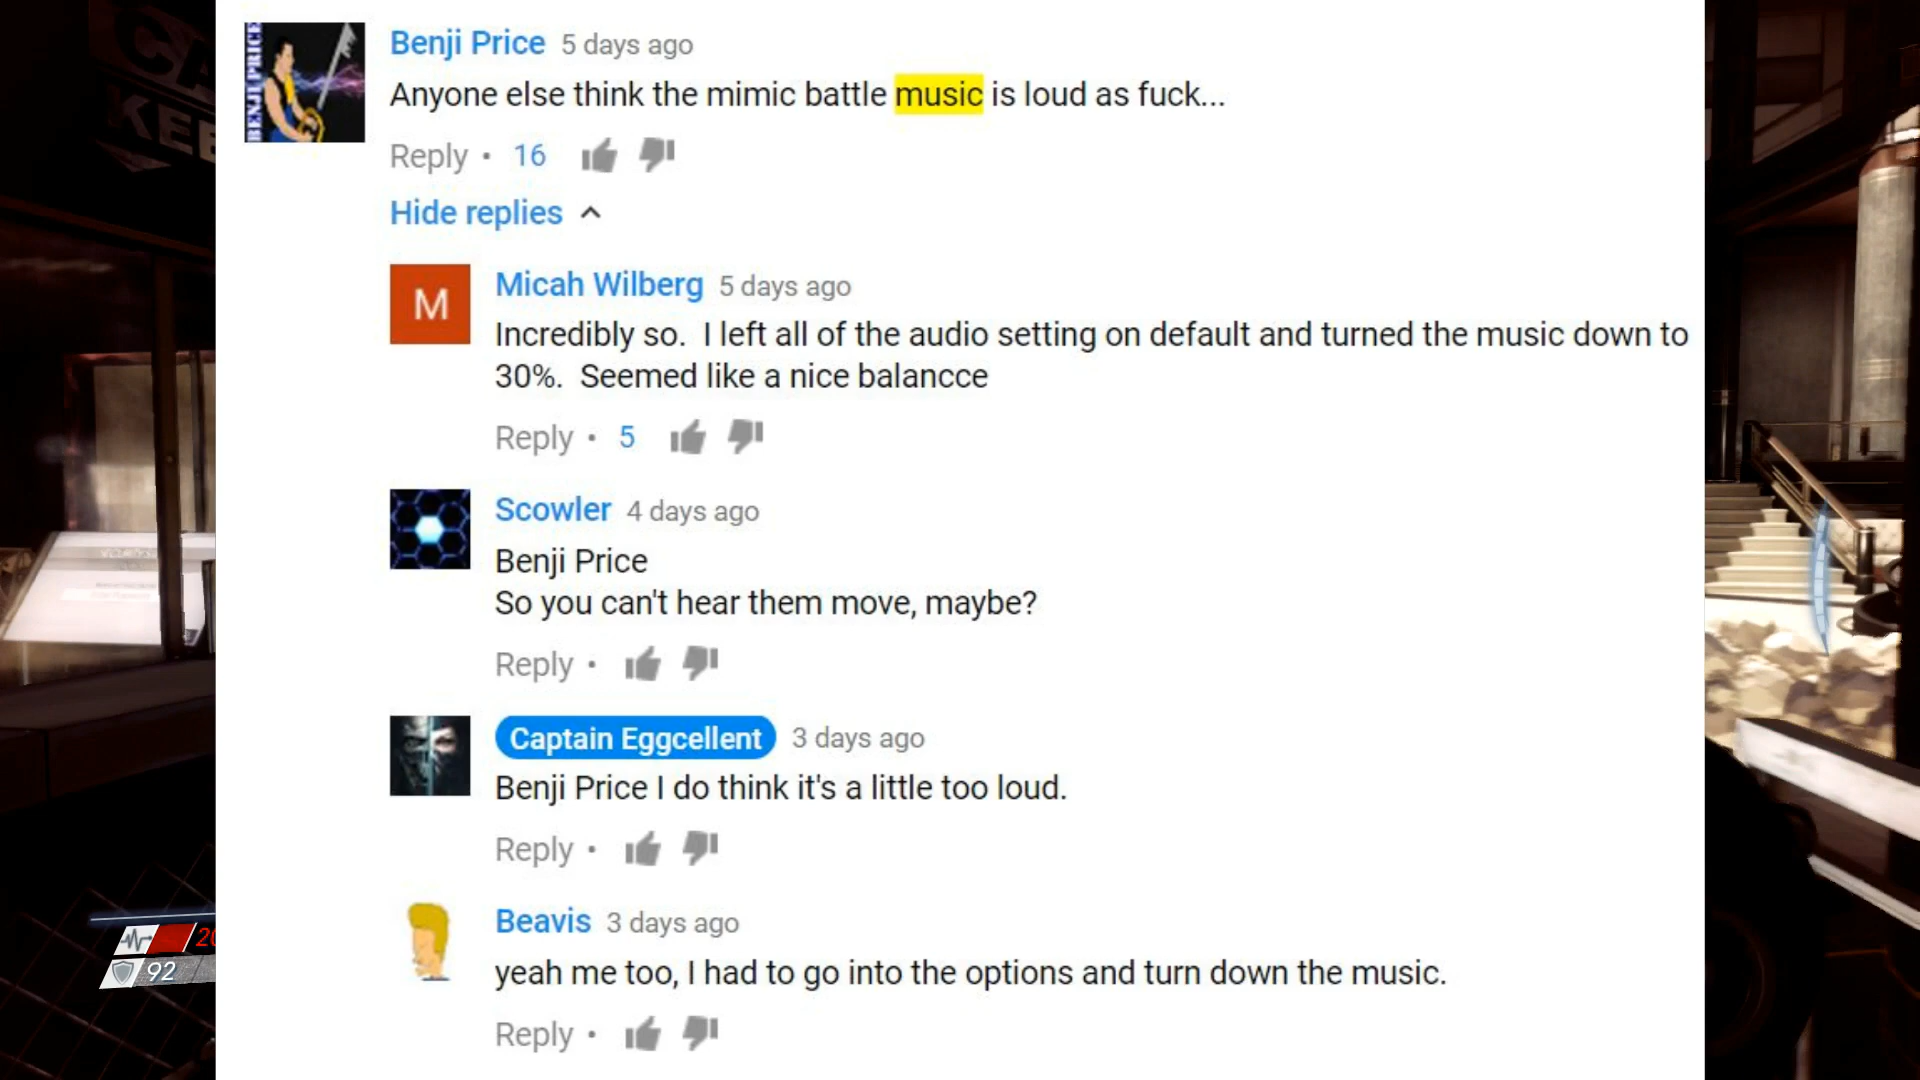 Benji Price 5 days ago
Anyone else think the mimic battle music is loud as fuck...
Reply • 16
Hide replies
M
Micah Wilberg 5 days ago
Incredibly so.  I left all of the audio setting on default and turned the music down to
30%.  Seemed like a nice balancce
Reply • 5
Scowler 4 days ago
Benji Price
So you can't hear them move, maybe?
Reply •
Captain Eggcellent 3 days ago
Benji Price I do think it's a little too loud.
Reply •
Beavis 3 days ago
yeah me too, I had to go into the options and turn down the music.
Reply •
BENJI PRICE
20
92